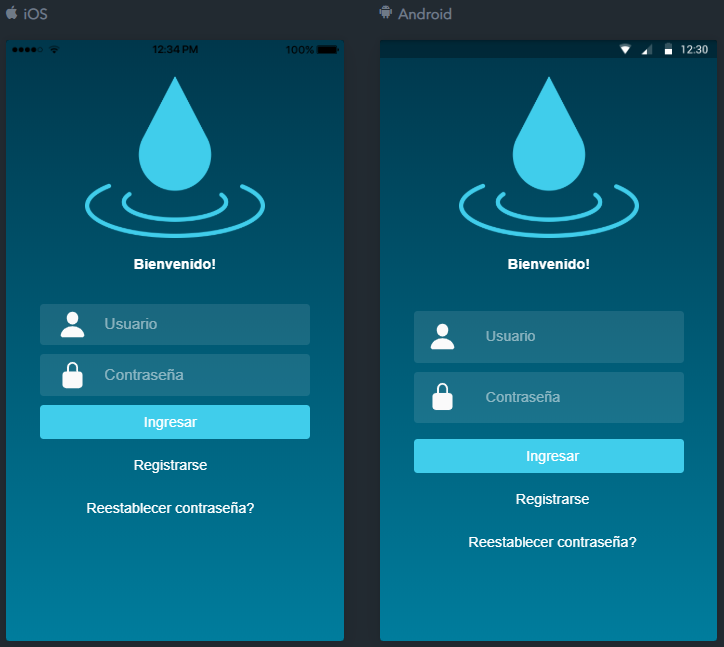 iOS
12:34 PM 100%
Bienvenido!
Usuario
Contraseña
Ingresar
Registrarse
Reestablecer contraseña?
Android
12:30
Bienvenido!
Usuario
Contraseña
Ingresar
Registrarse
Reestablecer contraseña?